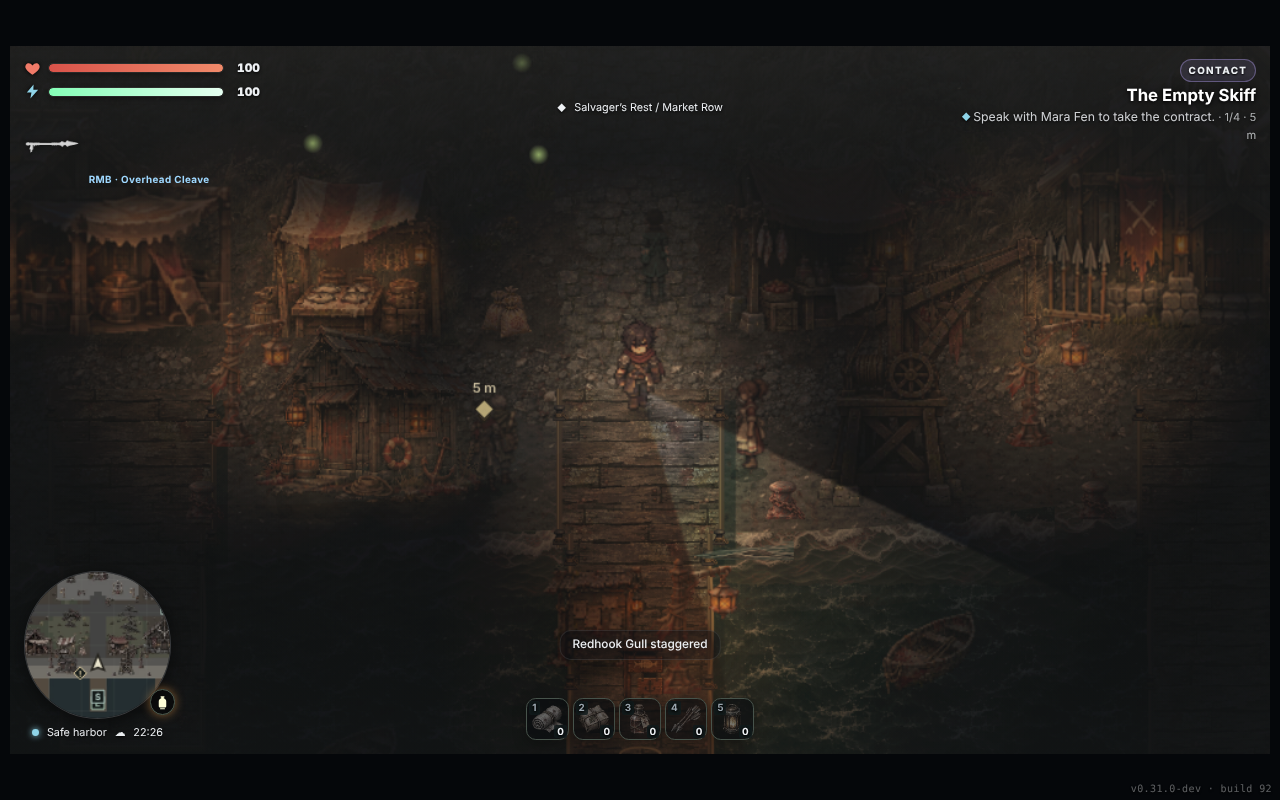 100
100
RMB · Overhead Cleave
Salvager's Rest / Market Row
CONTACT
The Empty Skiff
Speak with Mara Fen to take the contract. · 1/4 · 5
m
5 m
Redhook Gull staggered
1 0
2 0
3 0
4 0
5 0
! $
Safe harbor 22:26
v0.31.0-dev · build 92